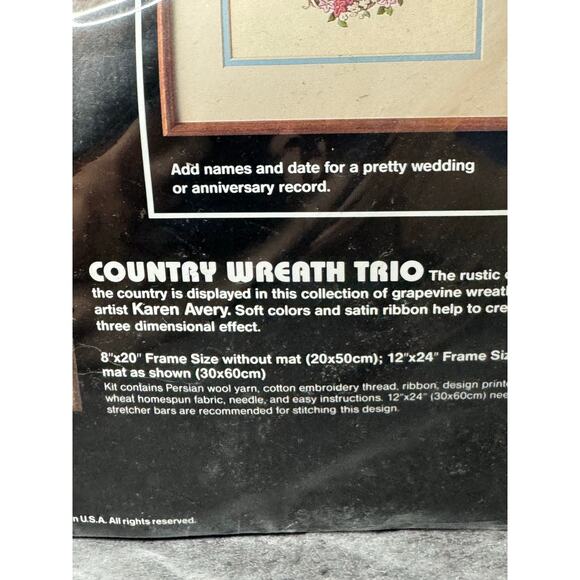 Add names and date for a pretty wedding
or anniversary record.
COUNTRY WREATH TRIO The rustic
the country is displayed in this collection of grapevine
artist Karen Avery. Soft colors and satin ribbon help to
three dimensional effect.
8"x20" Frame Size without mat (20x50cm); 12"x24" Frame
mat as shown (30x60cm)
Kit contains Persian wool yarn, cotton embroidery thread, ribbon, design
wheat homespun fabric, needle, and easy instructions. 12"x24" (30x60cm)
stretcher bars are recommended for stitching this design.
n U.S.A. All rights reserved.